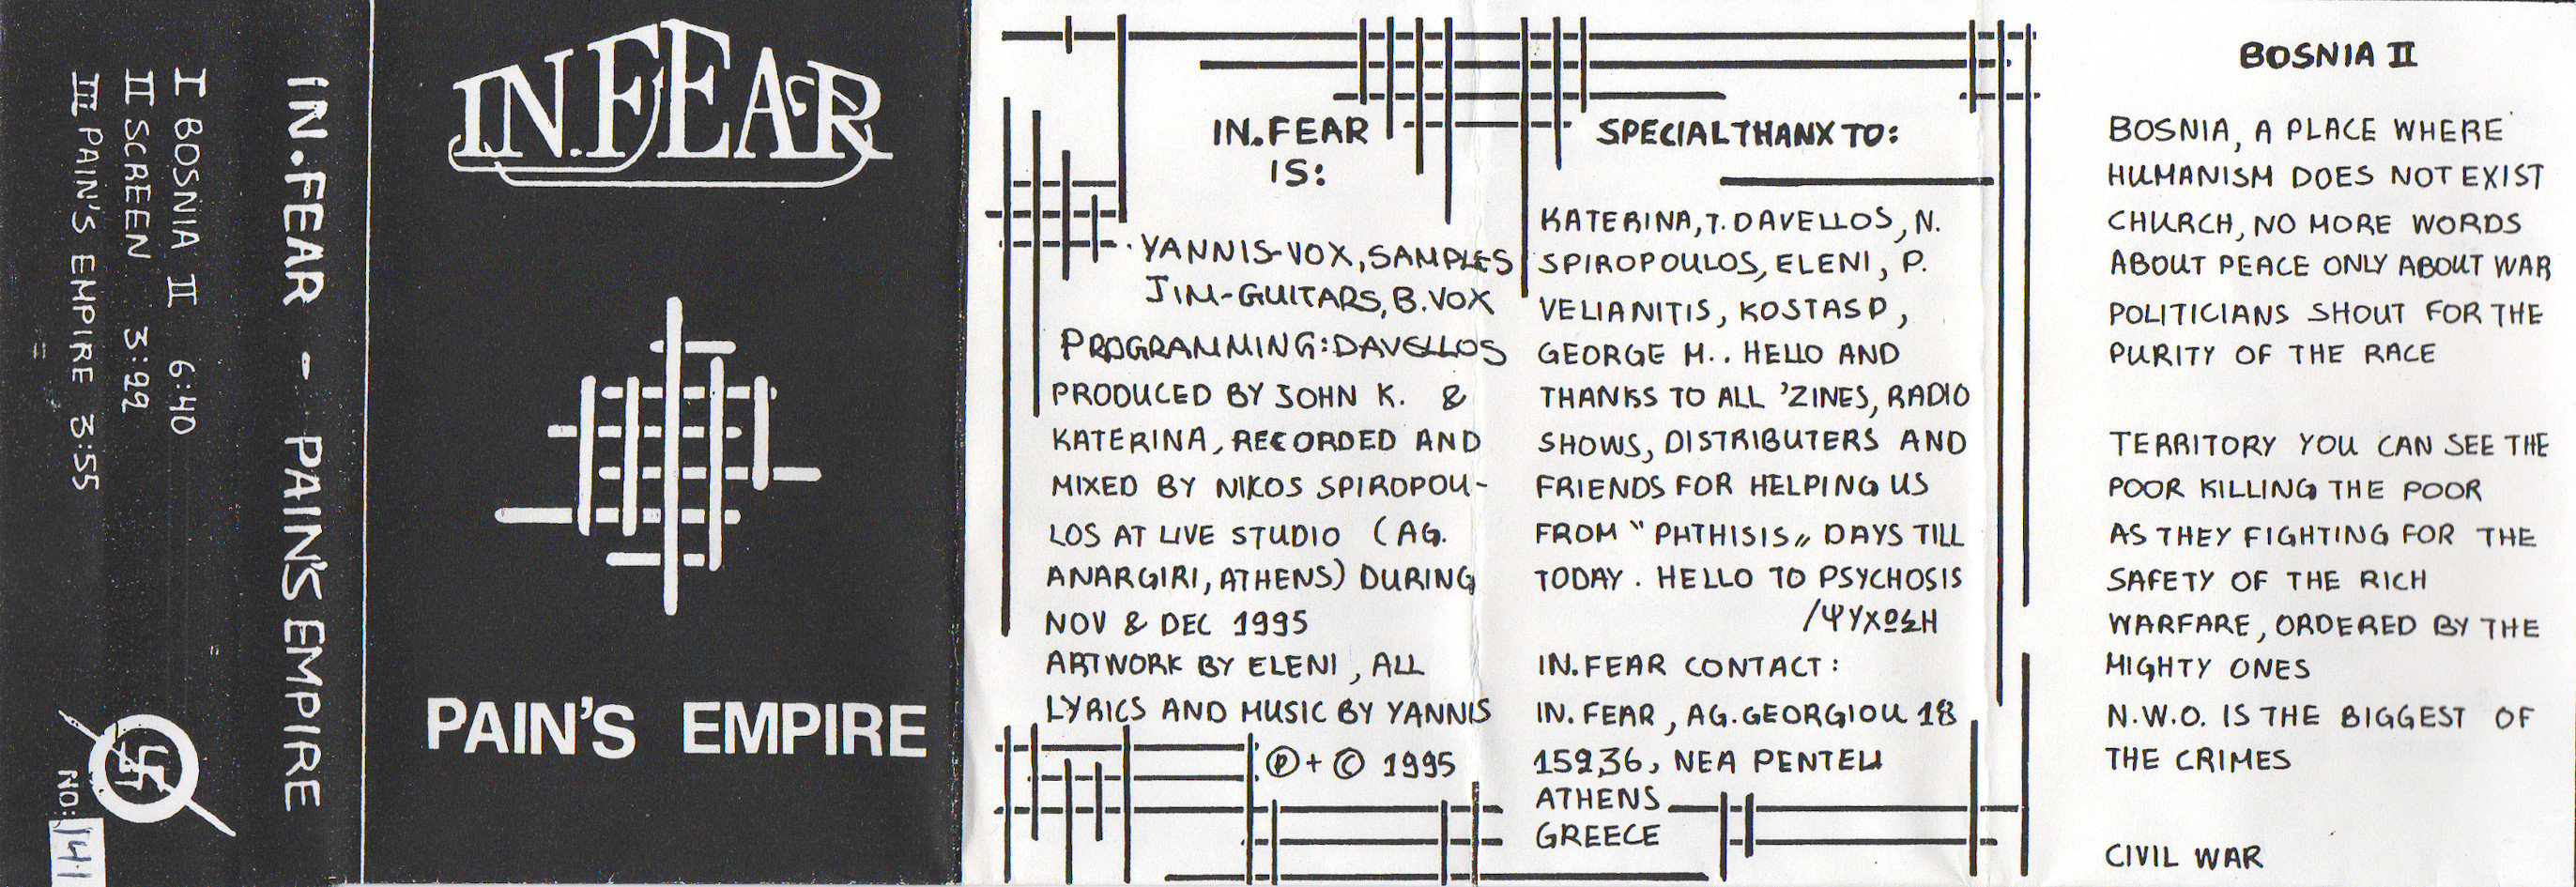 I BOSNIA II 6:40
II SCREEN 3:22
III PAIN'S EMPIRE 3:55
NO: 141
IN.FEAR - PAIN'S EMPIRE
IN.FEAR
PAIN'S EMPIRE
IN.FEAR
IS:
YANNIS-VOX, SAMPLES
JIM-GUITARS, B.VOX
PROGRAMMING: DAVELLOS
PRODUCED BY JOHN K. &
KATERINA, RECORDED AND
MIXED BY NIKOS SPIROPOU-
LOS AT LIVE STUDIO (AG.
ANARGIRI, ATHENS) DURING
NOV & DEC 1995
ARTWORK BY ELENI, ALL
LYRICS AND MUSIC BY YANNIS
Ⓟ + © 1995
SPECIAL THANX TO:
KATERINA, T. DAVELLOS, N.
SPIROPOULOS, ELENI, P.
VELIANITIS, KOSTAS D,
GEORGE M.. HELLO AND
THANKS TO ALL 'ZINES, RADIO
SHOWS, DISTRIBUTERS AND
FRIENDS FOR HELPING US
FROM "PHTHISIS" DAYS TILL
TODAY. HELLO TO PSYCHOSIS
/ΨΥΧΩΣΗ
IN.FEAR CONTACT:
IN.FEAR, AG.GEORGIOU 18
15236, NEA PENTELI
ATHENS
GREECE
BOSNIA II
BOSNIA, A PLACE WHERE
HUMANISM DOES NOT EXIST
CHURCH, NO MORE WORDS
ABOUT PEACE ONLY ABOUT WAR
POLITICIANS SHOUT FOR THE
PURITY OF THE RACE
TERRITORY YOU CAN SEE THE
POOR KILLING THE POOR
AS THEY FIGHTING FOR THE
SAFETY OF THE RICH
WARFARE, ORDERED BY THE
MIGHTY ONES
N.W.O. IS THE BIGGEST OF
THE CRIMES
CIVIL WAR